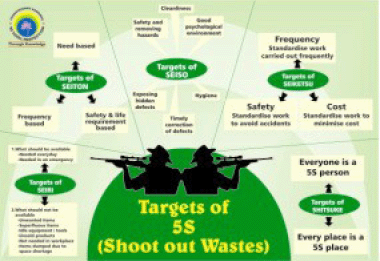 Through Knowledge
Need based
Targets of
SEITON
Frequency
based
Safety & life
requirement
based
Cleanliness
Safety and
removing
hazards
Good
psychological
environment
Targets of
SEISO
Exposing
hidden
defects
Hygiene
Timely
correction
of defects
Frequency
Standardise work
carried out frequently
Targets of
SEIKETSU
Safety
Standardise work
to avoid accidents
Cost
Standardise work to
minimise cost
1.What should be available
- Needed everyday
- Needed in an emergency
Targets of
SEIRI
2.What should not be
available
- Unwanted items
- Superfluous items
- Unsold products
- Not needed in workplace
- Items dumped due to
space shortage
Targets of
5S
(Shoot out Wastes)
Everyone is a
5S person
Targets of
SHITSUKE
Every place is a
5S place